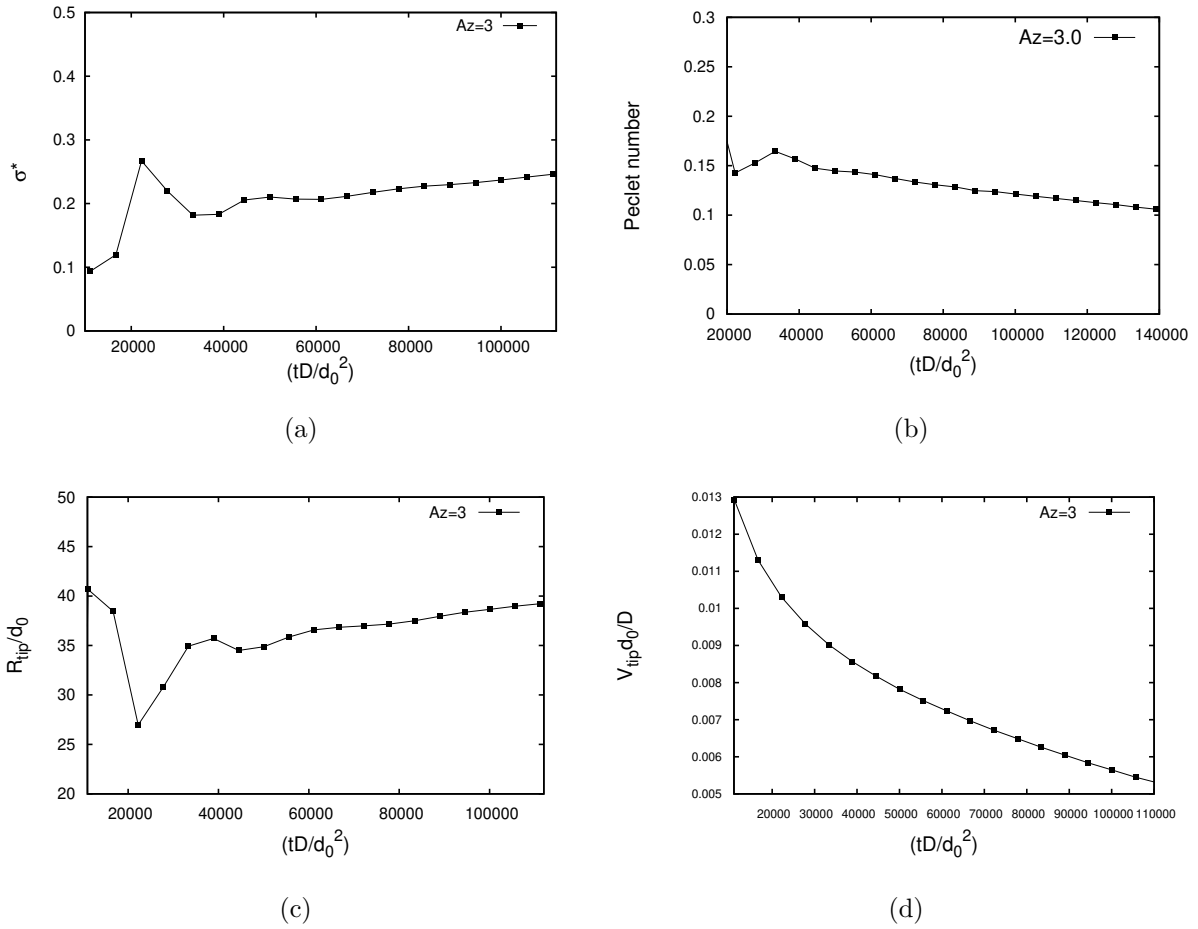 0.5
0.4
0.3
0.2
0.1
0
σ*
Az=3
20000 40000 60000 80000 100000
(tD/d₀²)
(a)
0.3
0.25
0.2
0.15
0.1
0.05
0
Peclet number
Az=3.0
20000 40000 60000 80000 100000 120000 140000
(tD/d₀²)
(b)
50
45
40
35
30
25
20
R_tip/d₀
Az=3
20000 40000 60000 80000 100000
(tD/d₀²)
(c)
0.013
0.012
0.011
0.01
0.009
0.008
0.007
0.006
0.005
V_tip d₀/D
Az=3
20000 30000 40000 50000 60000 70000 80000 90000 100000 110000
(tD/d₀²)
(d)